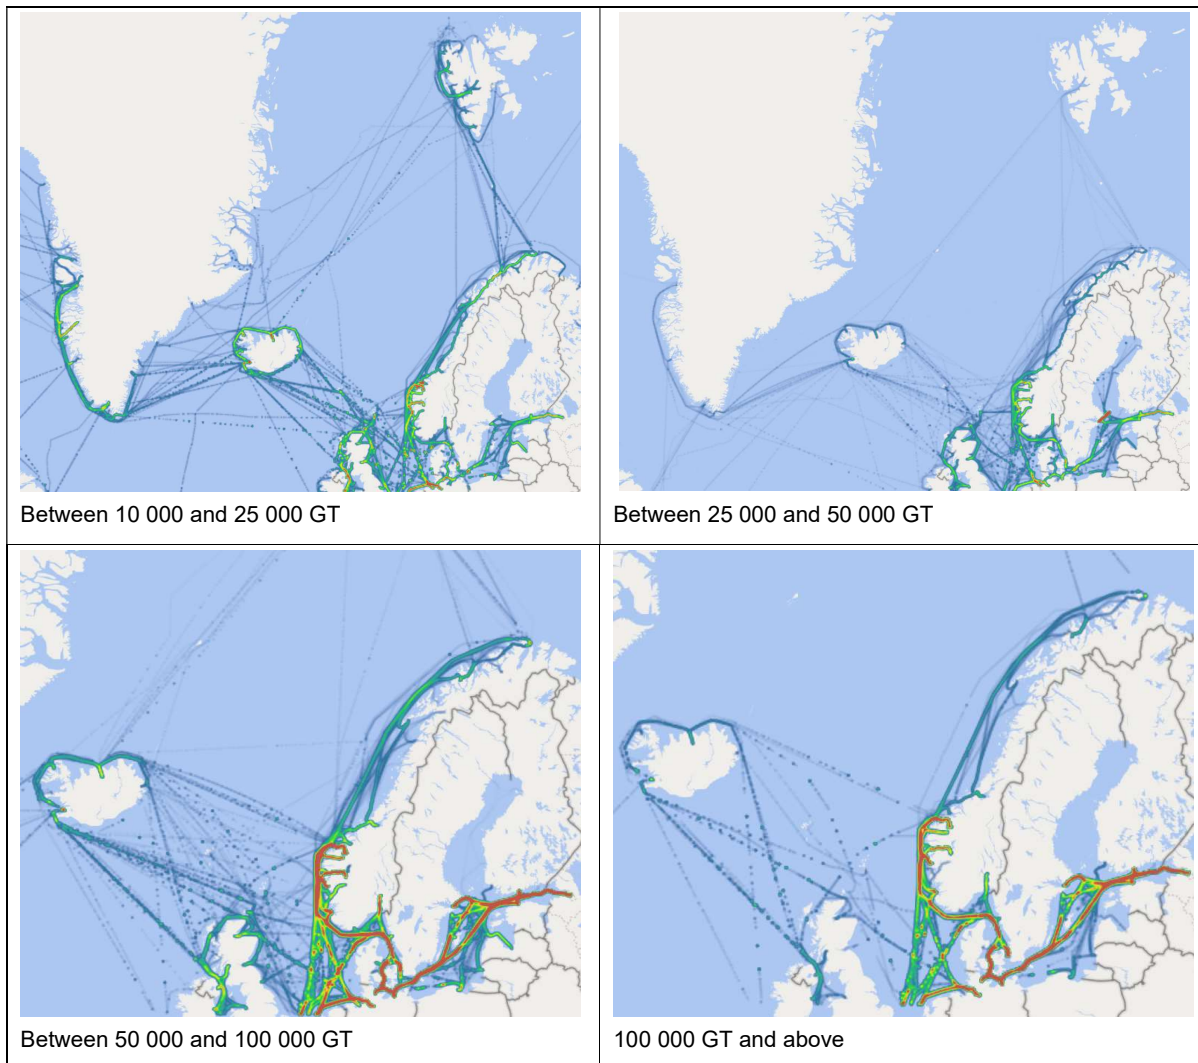 Between 10 000 and 25 000 GT
Between 25 000 and 50 000 GT
Between 50 000 and 100 000 GT
100 000 GT and above